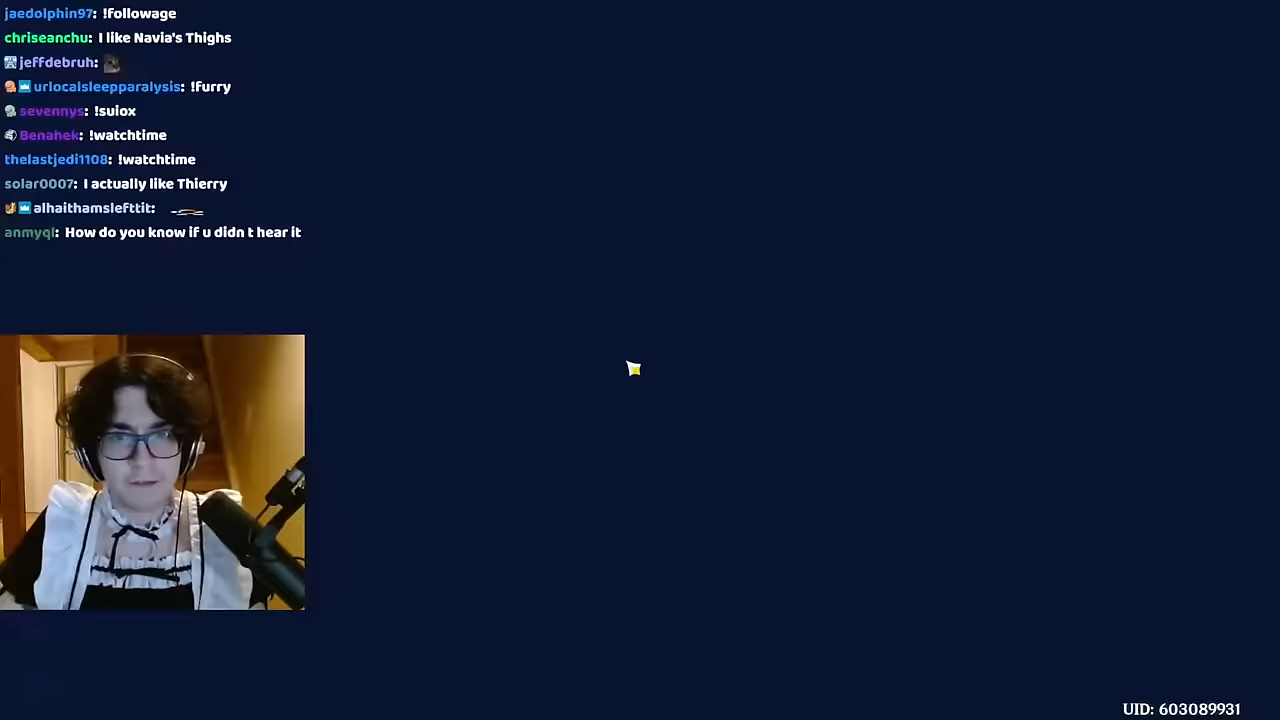 jaedolphin97: !followage
chriseanchu: I like Navia's Thighs
jeffdebruh:
urlocalsleepparalysis: !furry
sevennys: !suiox
Benahek: !watchtime
thelastjedi1108: !watchtime
solar0007: I actually like Thierry
alhaithamslefttit:
anmyql: How do you know if u didn t hear it
UID: 603089931